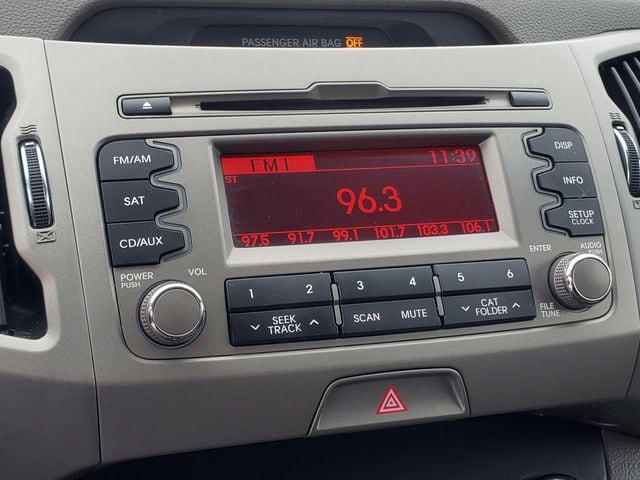 PASSENGER AIR BAG OFF
FM/AM
SAT
CD/AUX
FM1 11:39
ST
96.3
97.5 91.7 99.1 101.7 103.3 106.1
DISP
INFO
SETUP
CLOCK
POWER
PUSH
VOL
ENTER
AUDIO
PUSH
1 2 3 4 5 6
SEEK
TRACK
SCAN MUTE
CAT
FOLDER
FILE
TUNE